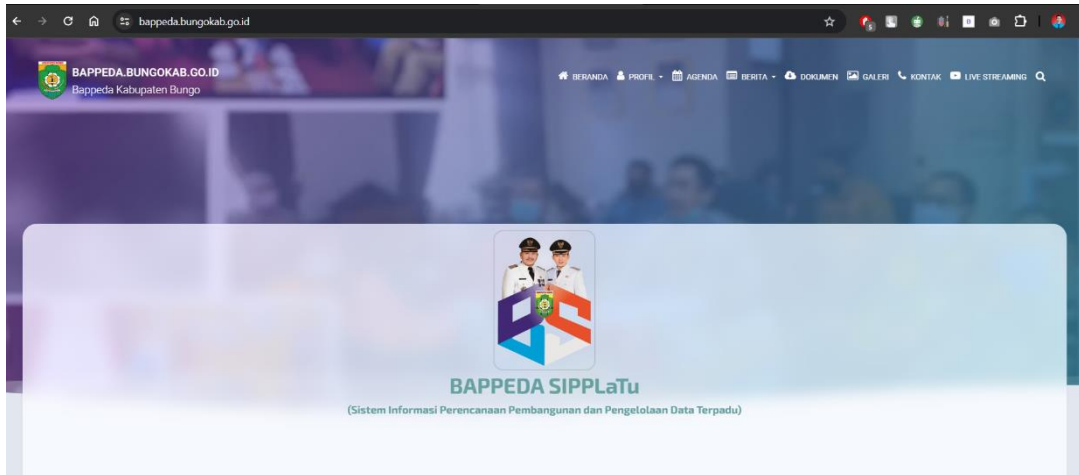 bappeda.bungokab.go.id
5
BAPPEDA.BUNGOKAB.GO.ID
Bappeda Kabupaten Bungo
BERANDA PROFIL AGENDA BERITA DOKUMEN GALERI KONTAK LIVE STREAMING
BAPPEDA SIPPLaTu
(Sistem Informasi Perencanaan Pembangunan dan Pengelolaan Data Terpadu)